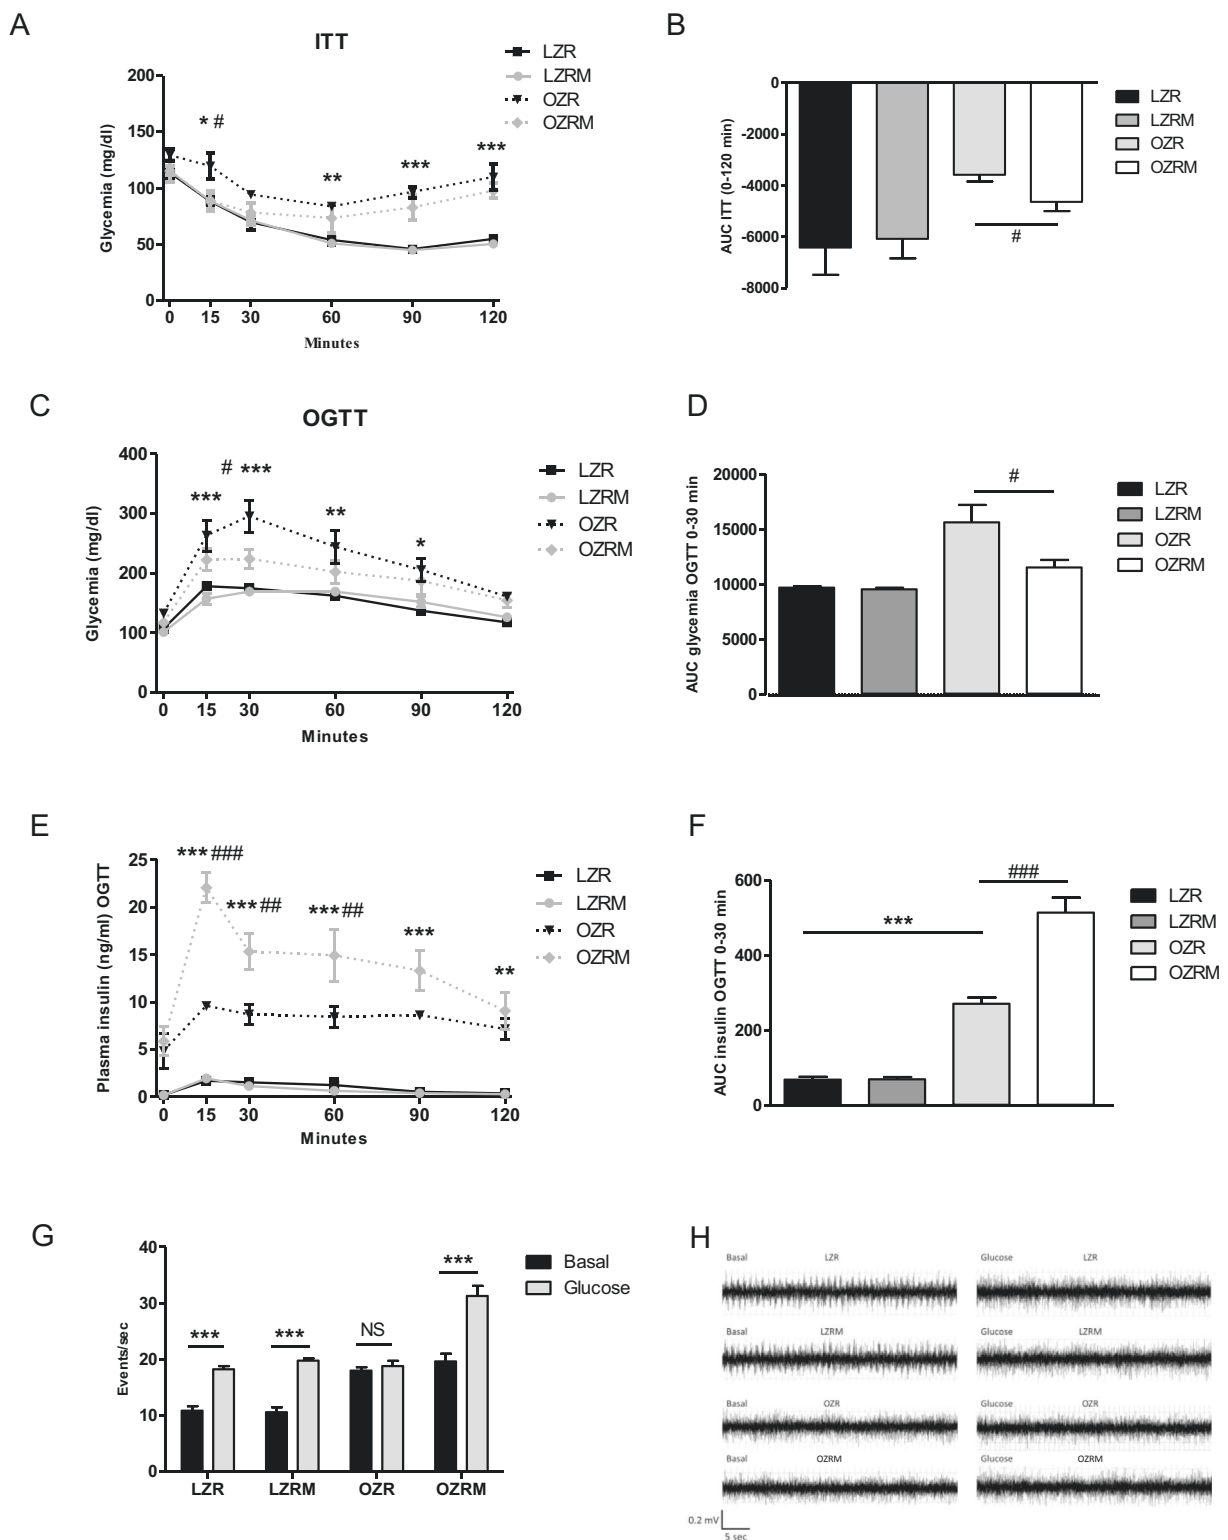 A
ITT
LZR
LZRM
OZR
OZRM
Glycemia (mg/dl)
200
150
100
50
0
* #
**
***
***
0 15 30 60 90 120
Minutes
B
AUC ITT (0-120 min)
0
-2000
-4000
-6000
-8000
#
LZR
LZRM
OZR
OZRM
C
OGTT
Glycemia (mg/dl)
400
300
200
100
0
# ***
***
**
*
0 15 30 60 90 120
Minutes
LZR
LZRM
OZR
OZRM
D
AUC glycemia OGTT 0-30 min
20000
15000
10000
5000
0
#
LZR
LZRM
OZR
OZRM
E
Plasma insulin (ng/ml) OGTT
25
20
15
10
5
0
***###
***##
***##
***
**
0 15 30 60 90 120
Minutes
LZR
LZRM
OZR
OZRM
F
AUC insulin OGTT 0-30 min
600
400
200
0
###
***
LZR
LZRM
OZR
OZRM
G
Events/sec
40
30
20
10
0
***
***
NS
***
LZR LZRM OZR OZRM
Basal
Glucose
H
Basal LZR
Glucose LZR
Basal LZRM
Glucose LZRM
Basal OZR
Glucose OZR
Basal OZRM
Glucose OZRM
0.2 mV
5 sec